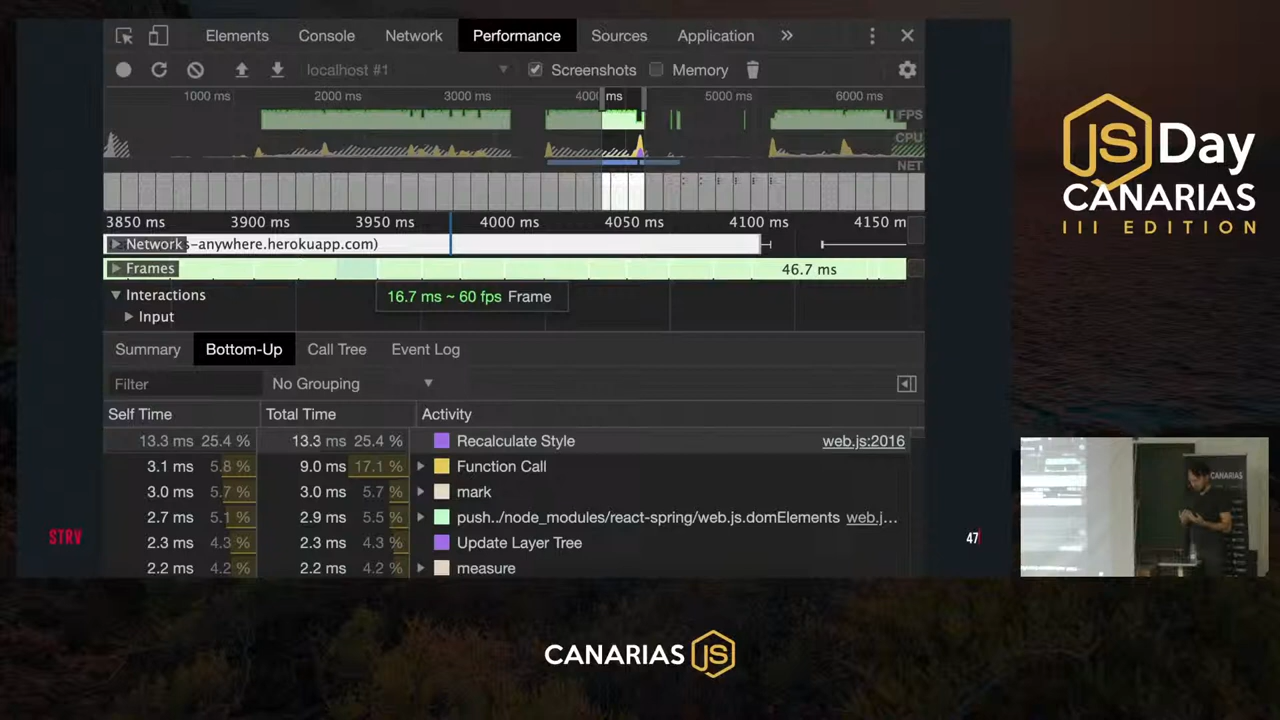 Elements Console Network Performance Sources Application »
localhost #1 Screenshots Memory
1000 ms 2000 ms 3000 ms 4000 ms 5000 ms 6000 ms
FPS
CPU
NET
3850 ms 3900 ms 3950 ms 4000 ms 4050 ms 4100 ms 4150 m
Network s-anywhere.herokuapp.com)
Frames 46.7 ms
Interactions
16.7 ms ~ 60 fps Frame
Input
Summary Bottom-Up Call Tree Event Log
Filter No Grouping
Self Time Total Time Activity
13.3 ms 25.4 % 13.3 ms 25.4 % Recalculate Style web.js:2016
3.1 ms 5.8 % 9.0 ms 17.1 % Function Call
3.0 ms 5.7 % 3.0 ms 5.7 % mark
2.7 ms 5.1 % 2.9 ms 5.5 % push../node_modules/react-spring/web.js.domElements web.j...
2.3 ms 4.3 % 2.3 ms 4.3 % Update Layer Tree
2.2 ms 4.2 % 2.2 ms 4.2 % measure
STRV
47
JS Day
CANARIAS
III EDITION
CANARIAS
CANARIAS JS